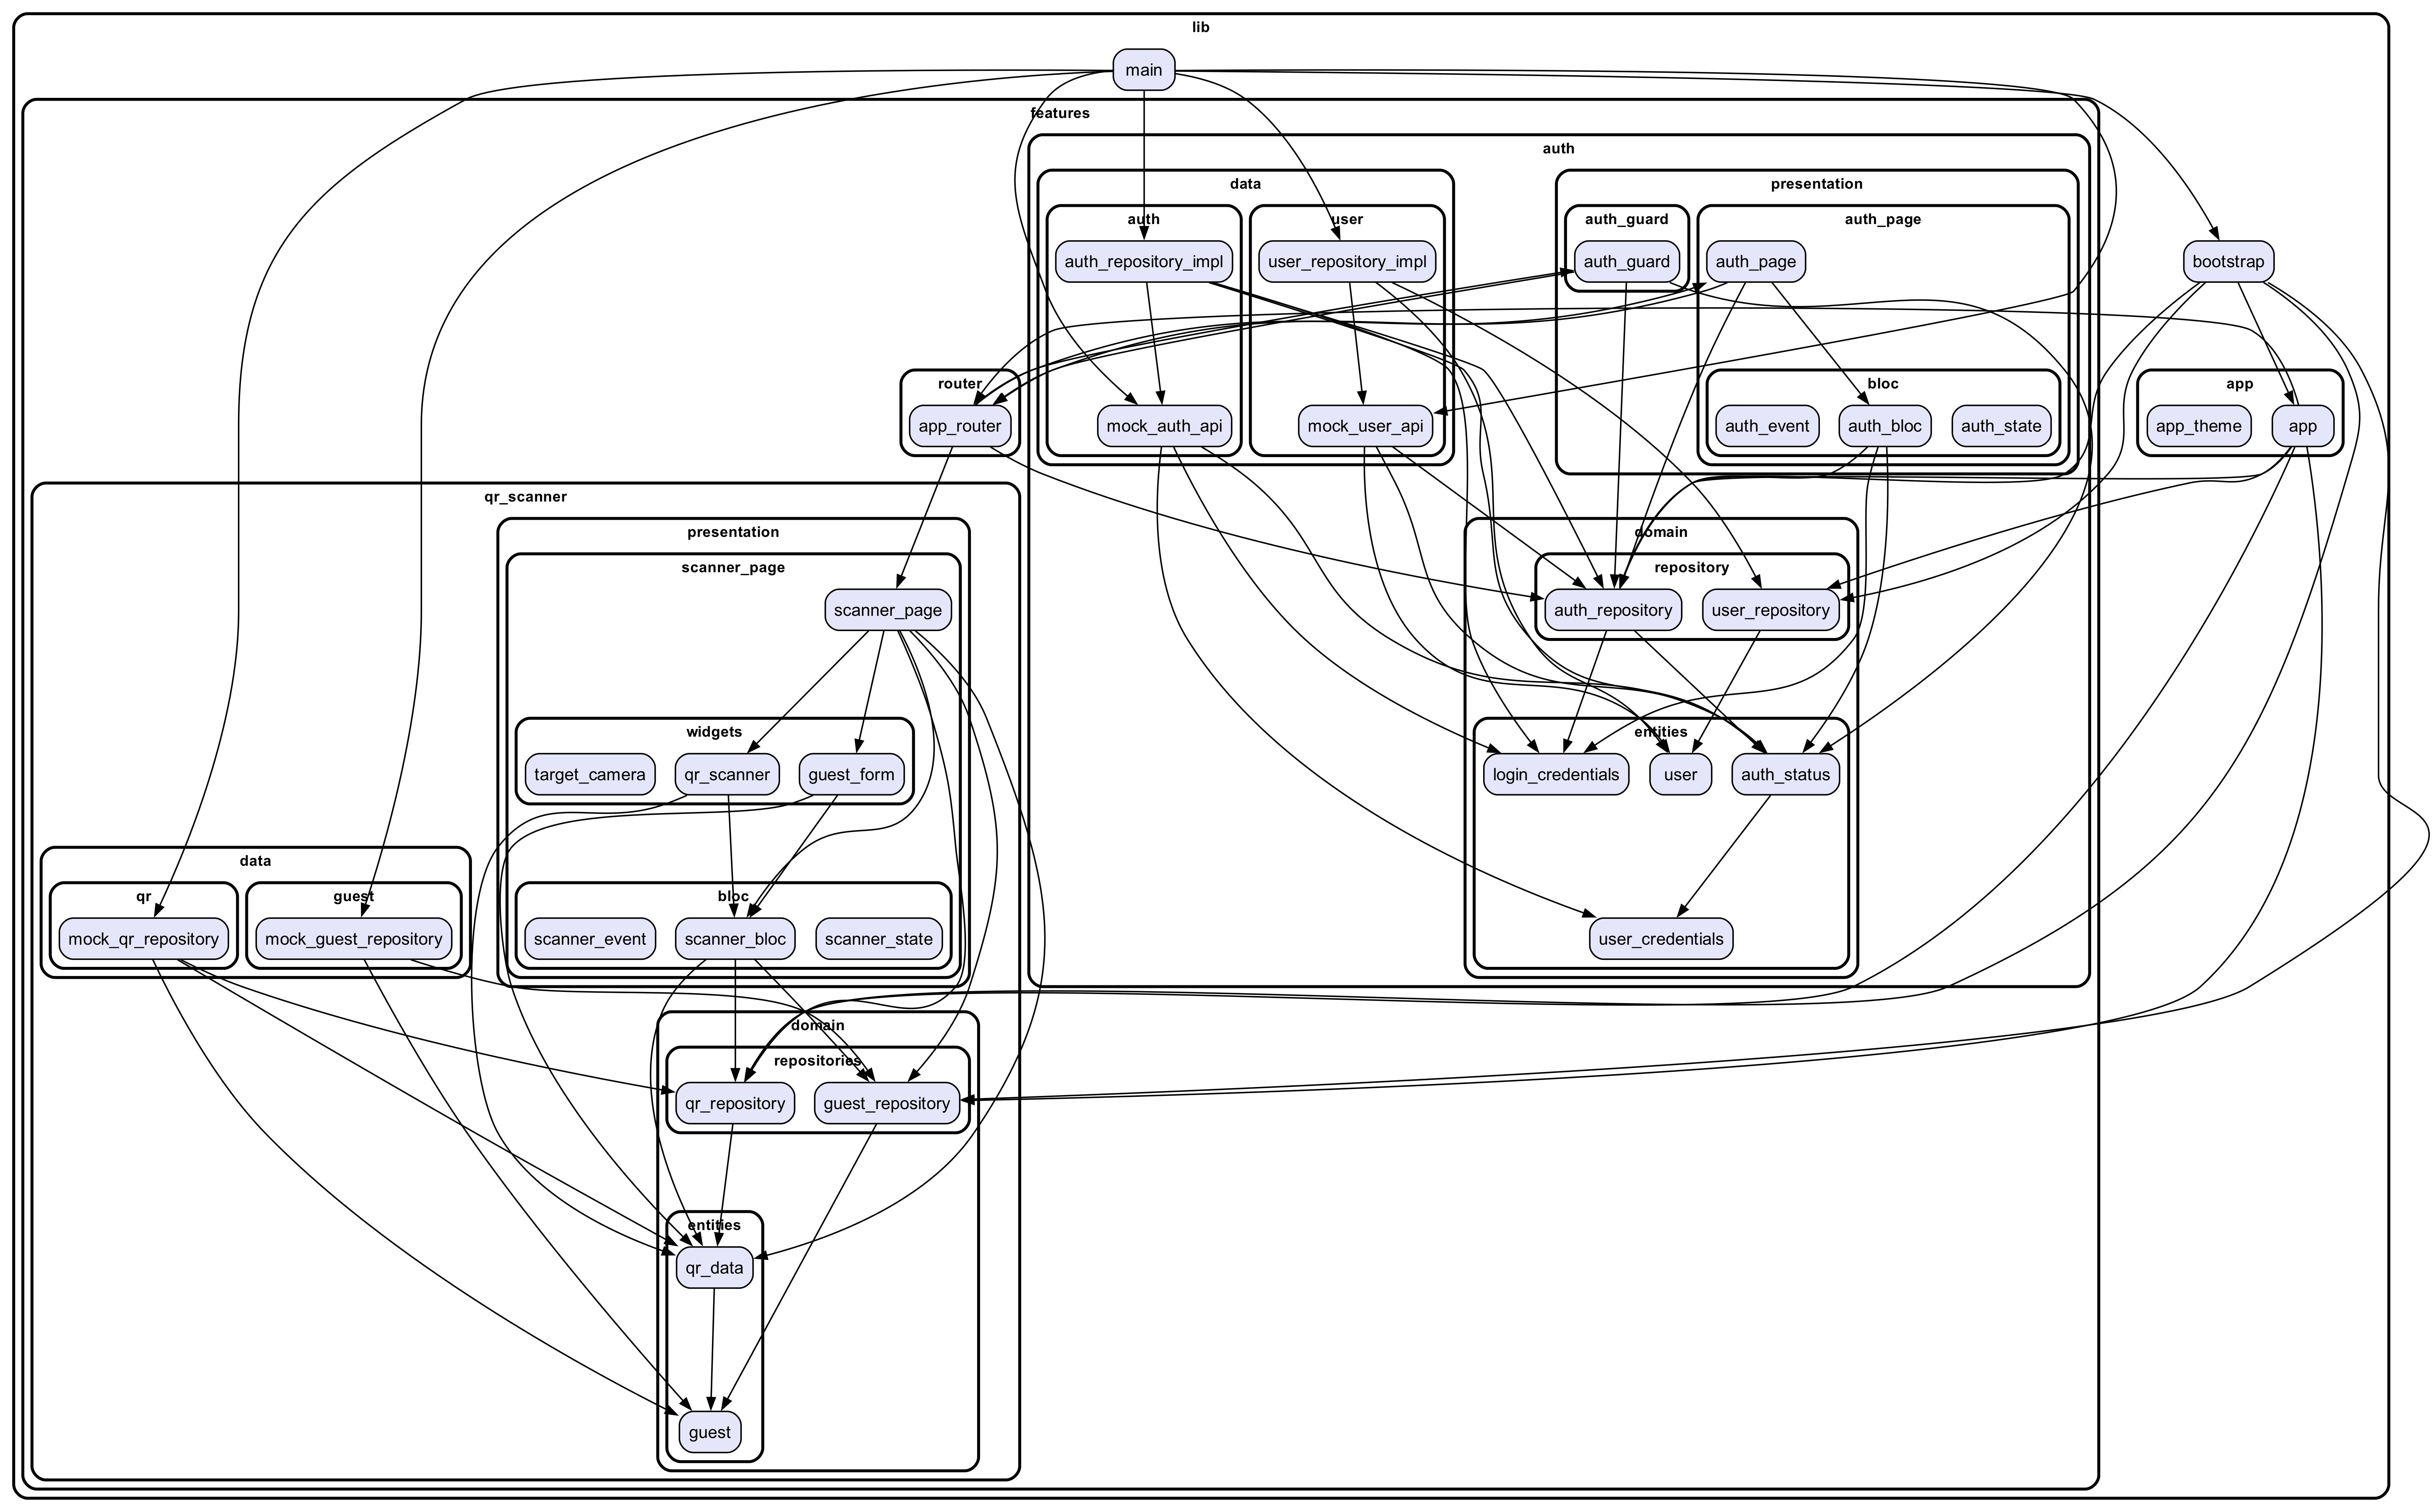 lib
main
features
auth
data
presentation
auth
user
auth_guard
auth_page
auth_repository_impl
user_repository_impl
auth_guard
auth_page
bootstrap
router
bloc
app
app_router
mock_auth_api
mock_user_api
auth_event
auth_bloc
auth_state
app_theme
app
qr_scanner
presentation
domain
scanner_page
repository
scanner_page
auth_repository
user_repository
widgets
entities
target_camera
qr_scanner
guest_form
login_credentials
user
auth_status
data
qr
guest
bloc
mock_qr_repository
mock_guest_repository
scanner_event
scanner_bloc
scanner_state
user_credentials
domain
repositories
qr_repository
guest_repository
entities
qr_data
guest